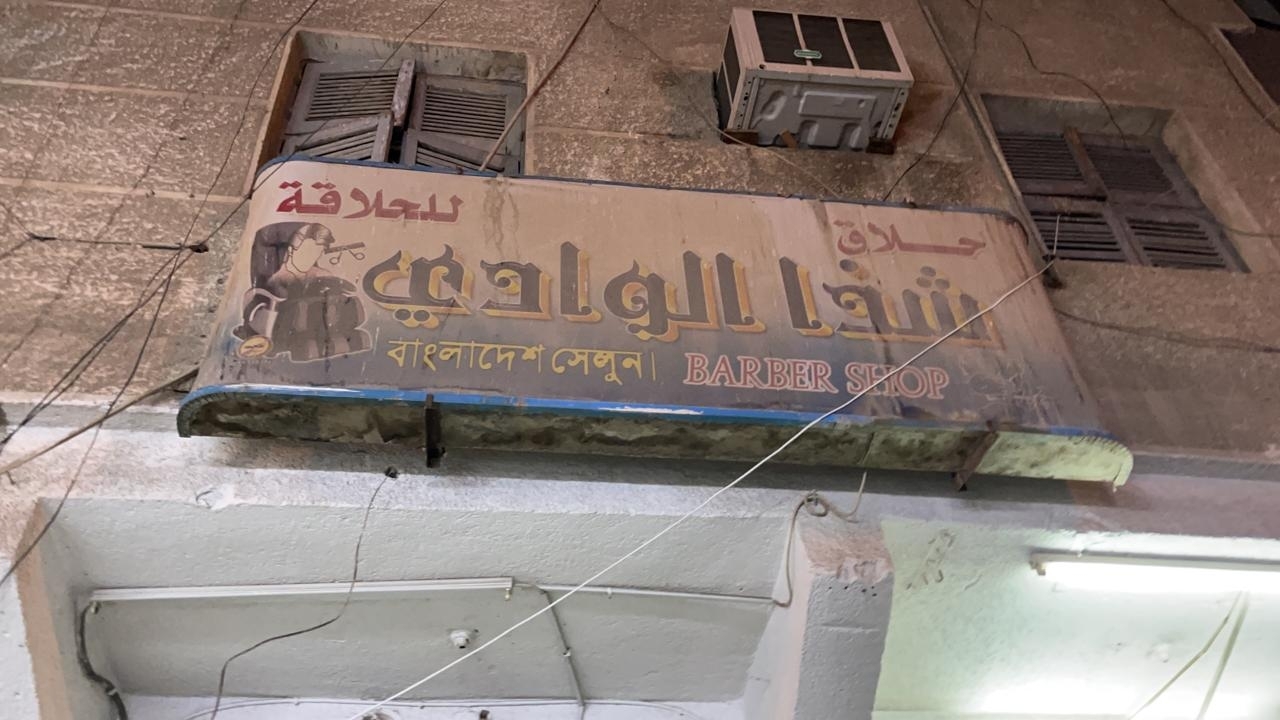 حلاق للحلاقة
شذا الوادي
বাংলাদেশ সেলুন। BARBER SHOP